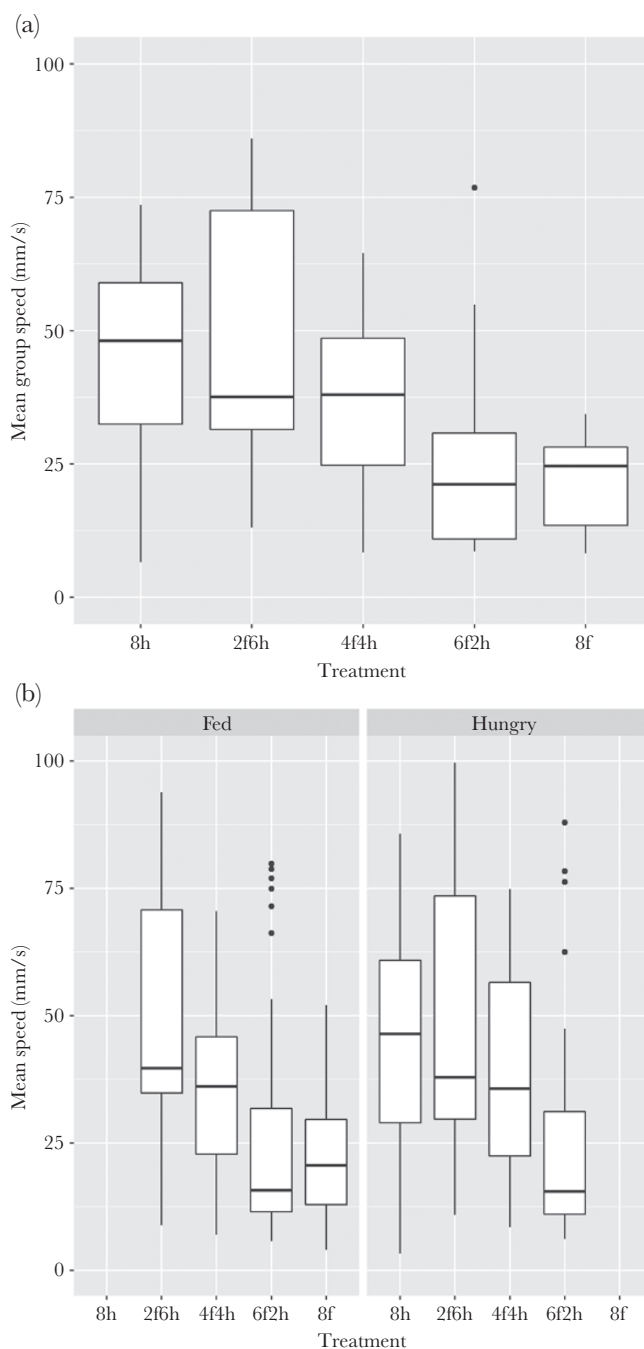 (a)
100
75
50
25
0
Mean group speed (mm/s)
8h 2f6h 4f4h 6f2h 8f
Treatment
(b)
Fed Hungry
100
75
50
25
0
Mean speed (mm/s)
8h 2f6h 4f4h 6f2h 8f 8h 2f6h 4f4h 6f2h 8f
Treatment